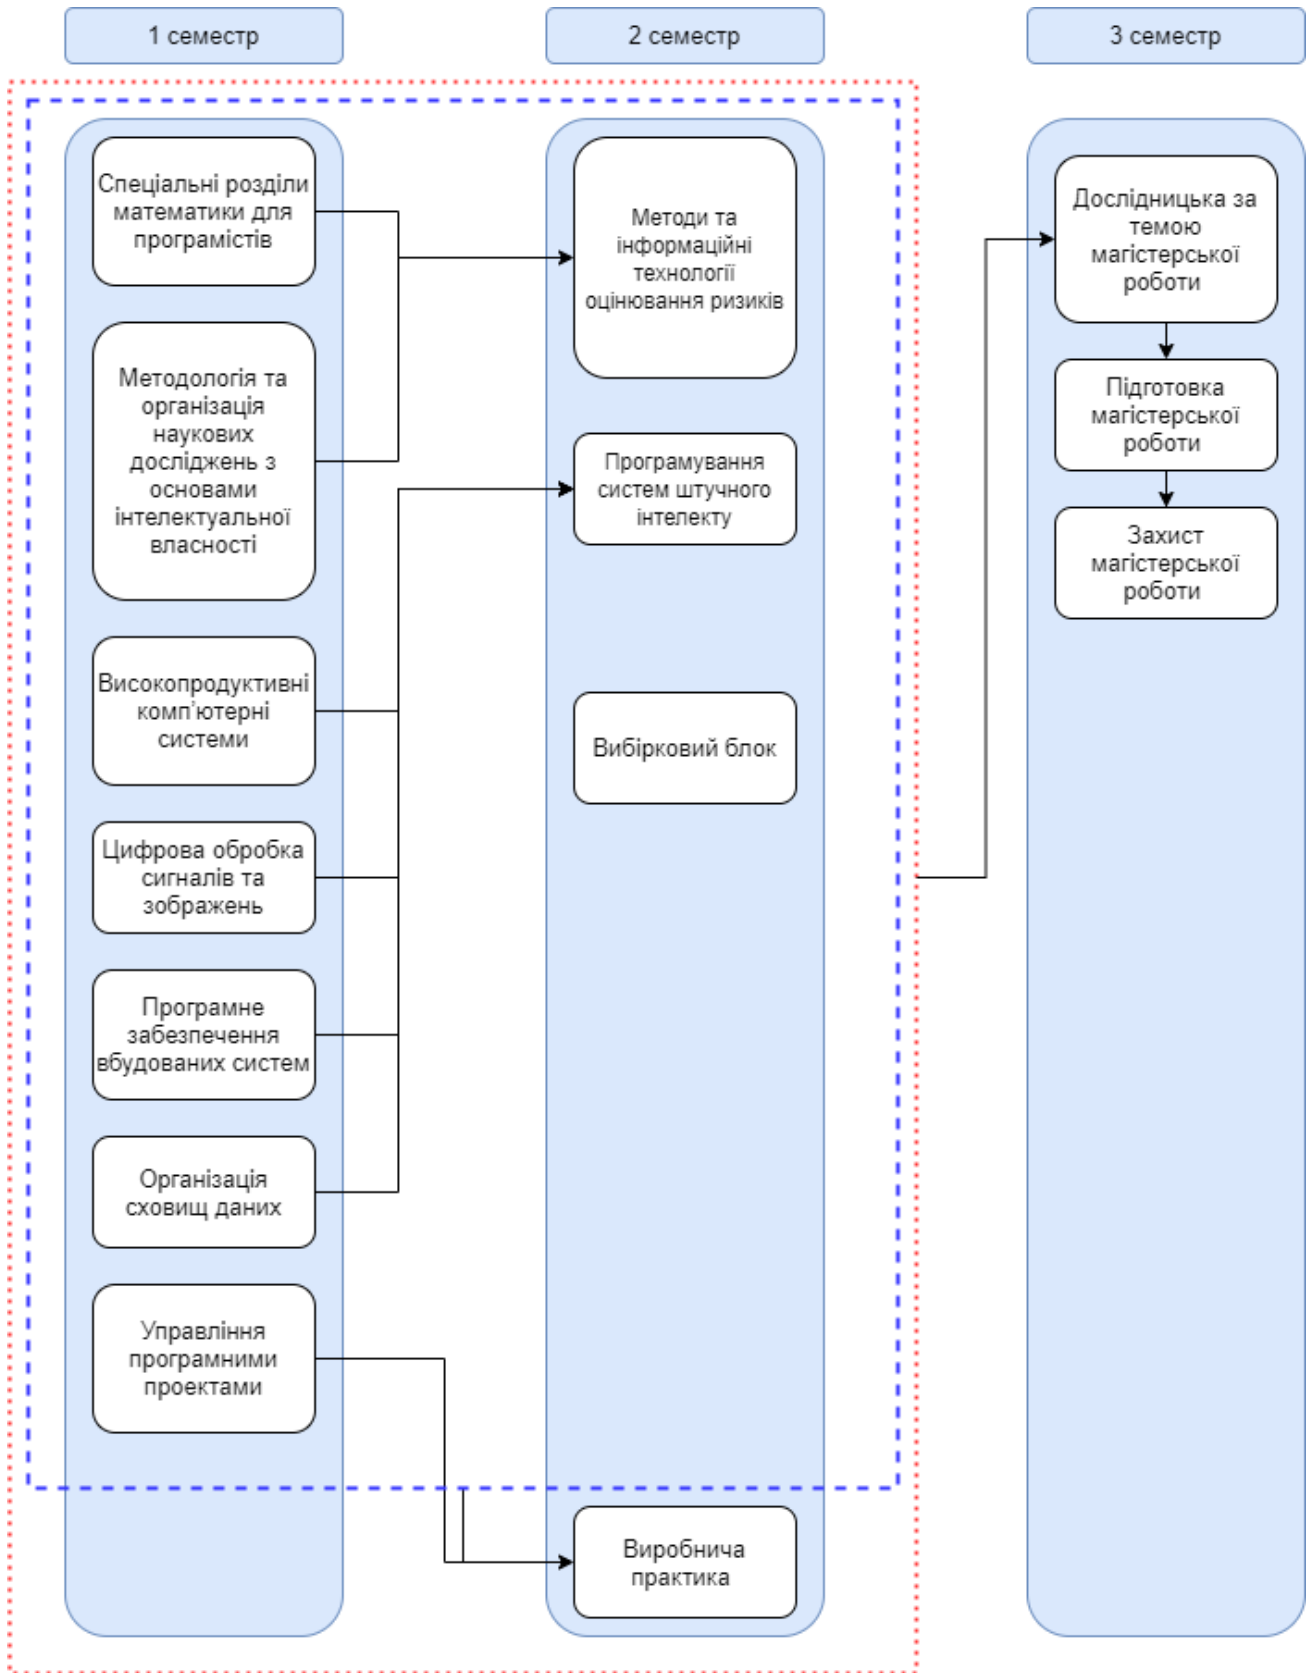 1 семестр
2 семестр
3 семестр
Спеціальні розділи
математики для
програмістів
Методологія та
організація
наукових
досліджень з
основами
інтелектуальної
власності
Високопродуктивні
комп'ютерні
системи
Цифрова обробка
сигналів та
зображень
Програмне
забезпечення
вбудованих систем
Організація
сховищ даних
Управління
програмними
проектами
Методи та
інформаційні
технології
оцінювання ризиків
Програмування
систем штучного
інтелекту
Вибірковий блок
Виробнича
практика
Дослідницька за
темою
магістерської
роботи
Підготовка
магістерської
роботи
Захист
магістерської
роботи